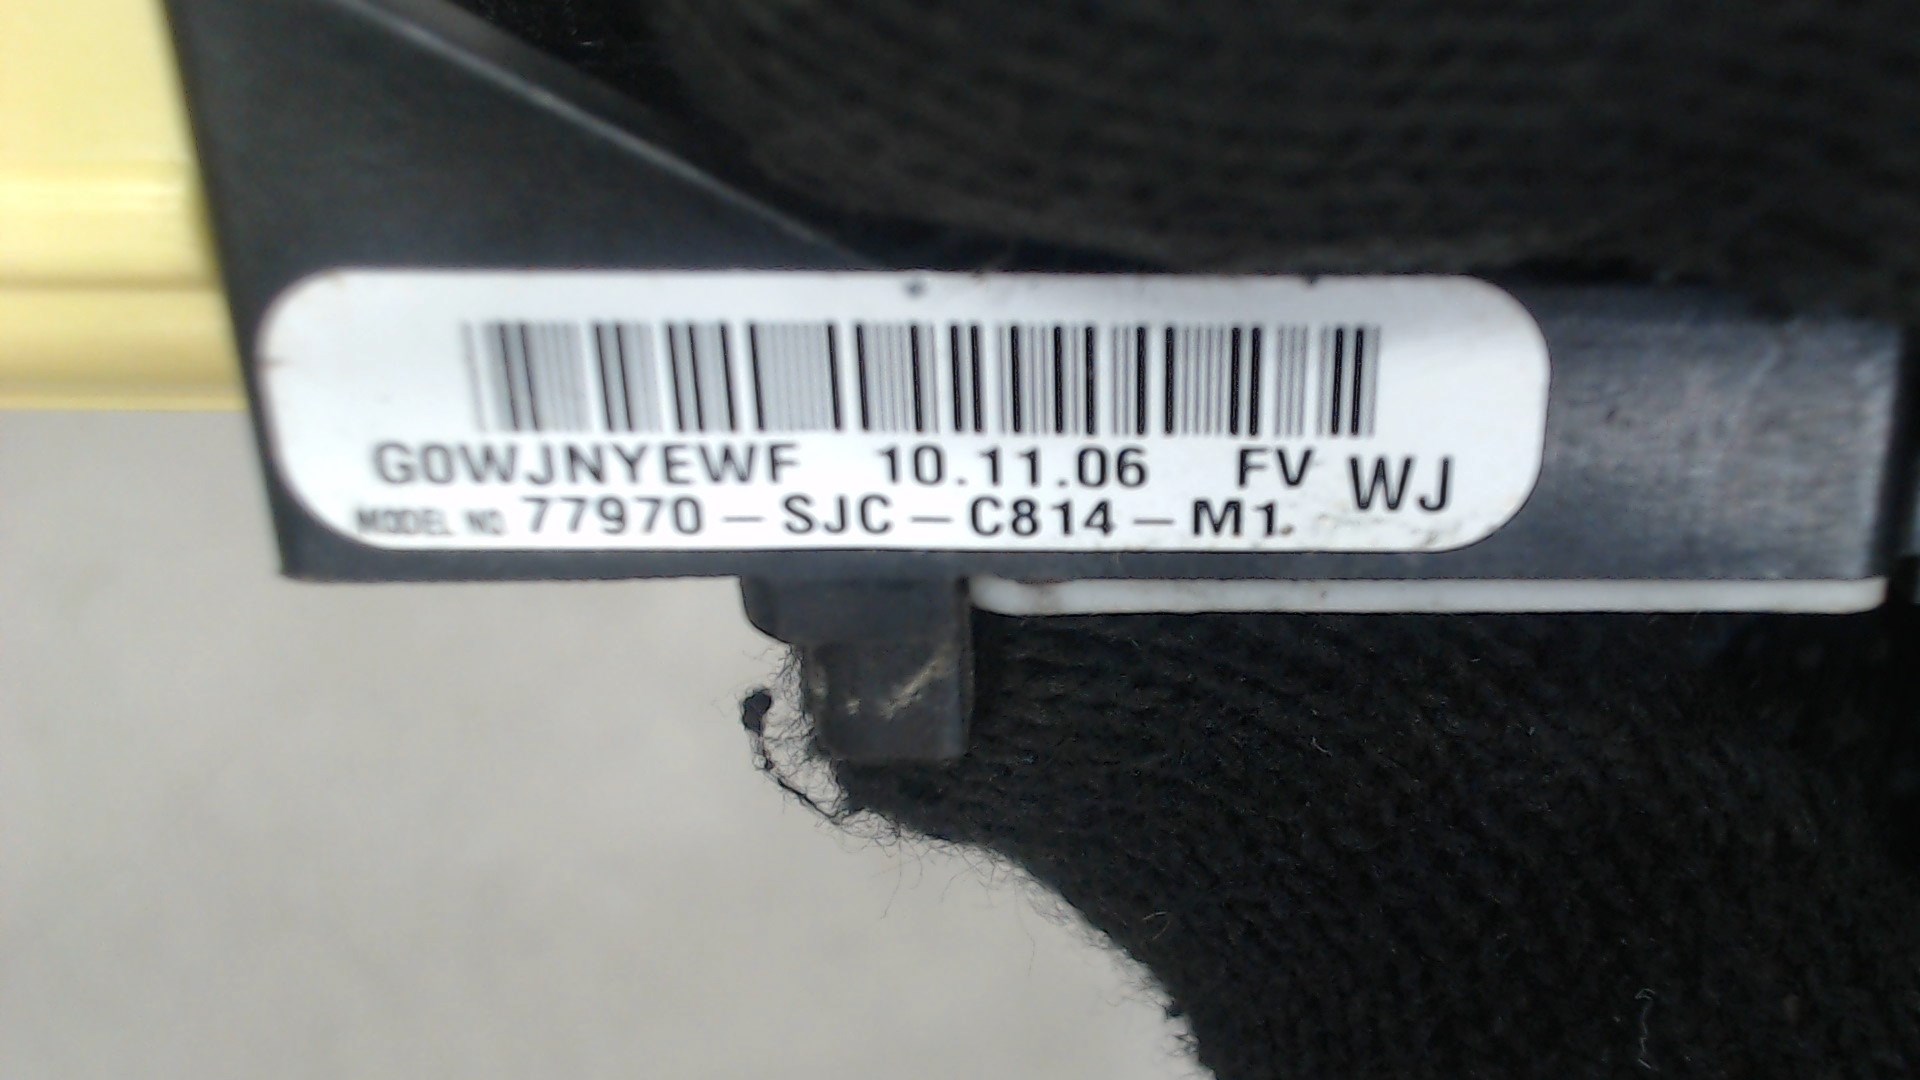 G0WJNYEWF 10.11.06 FV WJ
MODEL NO 77970-SJC-C814-M1